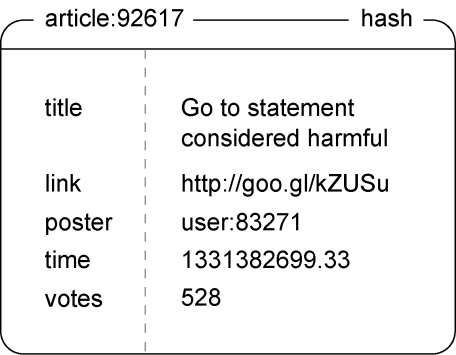 article:92617 hash
title Go to statement
considered harmful
link http://goo.gl/kZUSu
poster user:83271
time 1331382699.33
votes 528